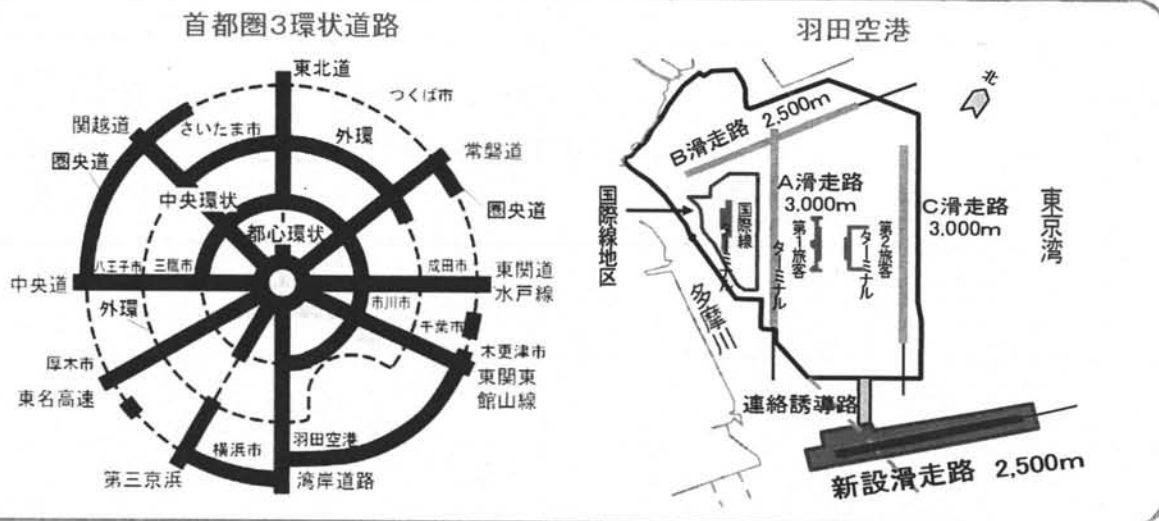 首都圏3環状道路
東北道
つくば市
関越道
さいたま市
外環
常磐道
圏央道
中央環状
圏央道
都心環状
中央道
八王子市
三鷹市
成田市
東関道
水戸線
外環
市川市
千葉市
厚木市
木更津市
東名高速
東関東
館山線
横浜市
羽田空港
第三京浜
湾岸道路
羽田空港
北
B滑走路 2,500m
国際線地区
国際線
ターミナル
A滑走路
3,000m
第1旅客
ターミナル
第2旅客
ターミナル
C滑走路
3,000m
東京湾
多摩川
連絡誘導路
新設滑走路 2,500m